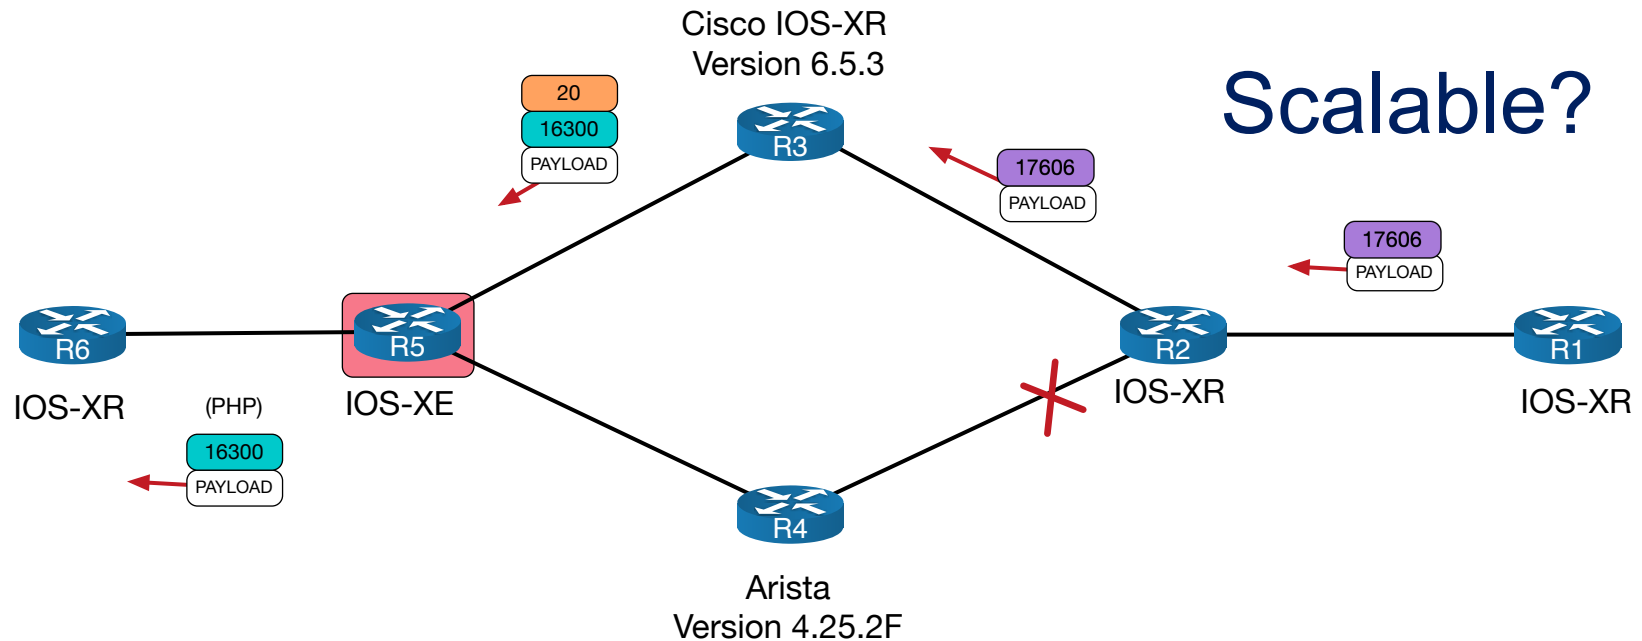 Cisco IOS-XR
Version 6.5.3
Scalable?
20
16300
PAYLOAD
R3
17606
PAYLOAD
17606
PAYLOAD
R6
IOS-XR
R5
IOS-XE
R2
IOS-XR
R1
IOS-XR
(PHP)
16300
PAYLOAD
R4
Arista
Version 4.25.2F